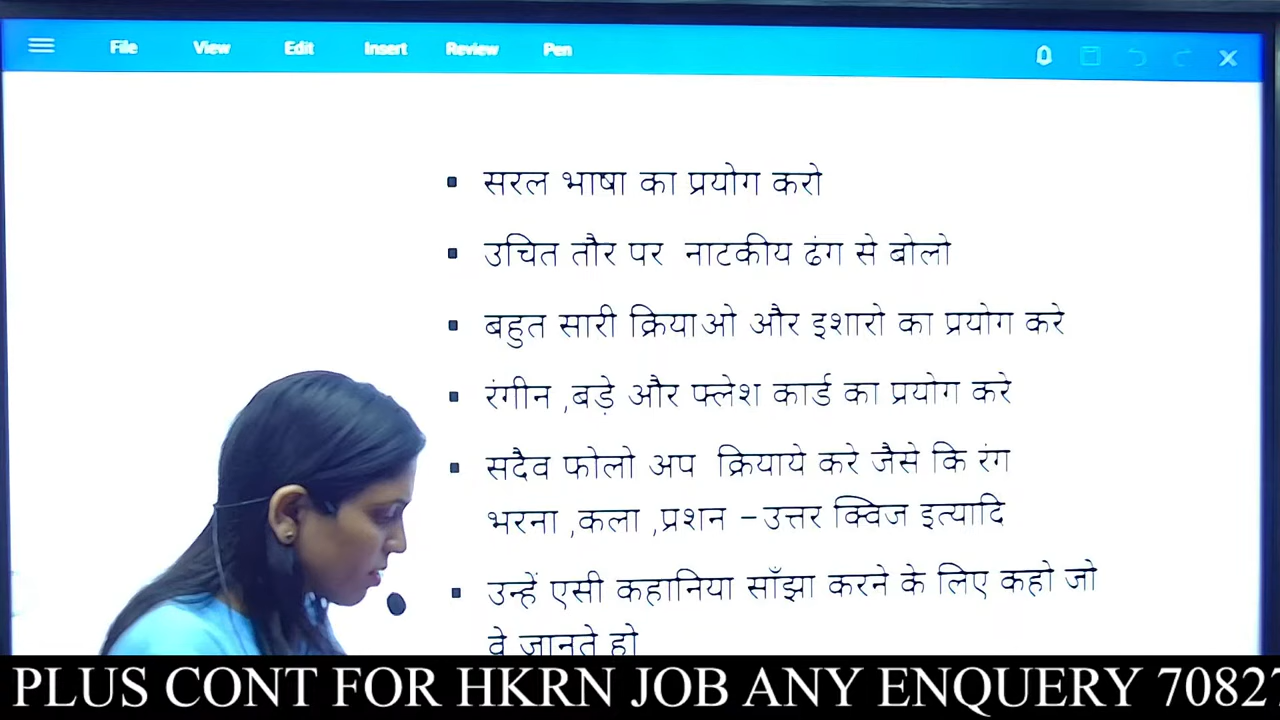 File View Edit Insert Review Pen
सरल भाषा का प्रयोग करो
उचित तौर पर नाटकीय ढंग से बोलो
बहुत सारी क्रियाओ और इशारो का प्रयोग करे
रंगीन ,बड़े और फ्लेश कार्ड का प्रयोग करे
सदैव फोलो अप क्रियाये करे जैसे कि रंग
भरना ,कला ,प्रशन – उत्तर क्विज इत्यादि
उन्हें एसी कहानिया साँझा करने के लिए कहो जो
वे जानते हो
PLUS CONT FOR HKRN JOB ANY ENQUERY 7082